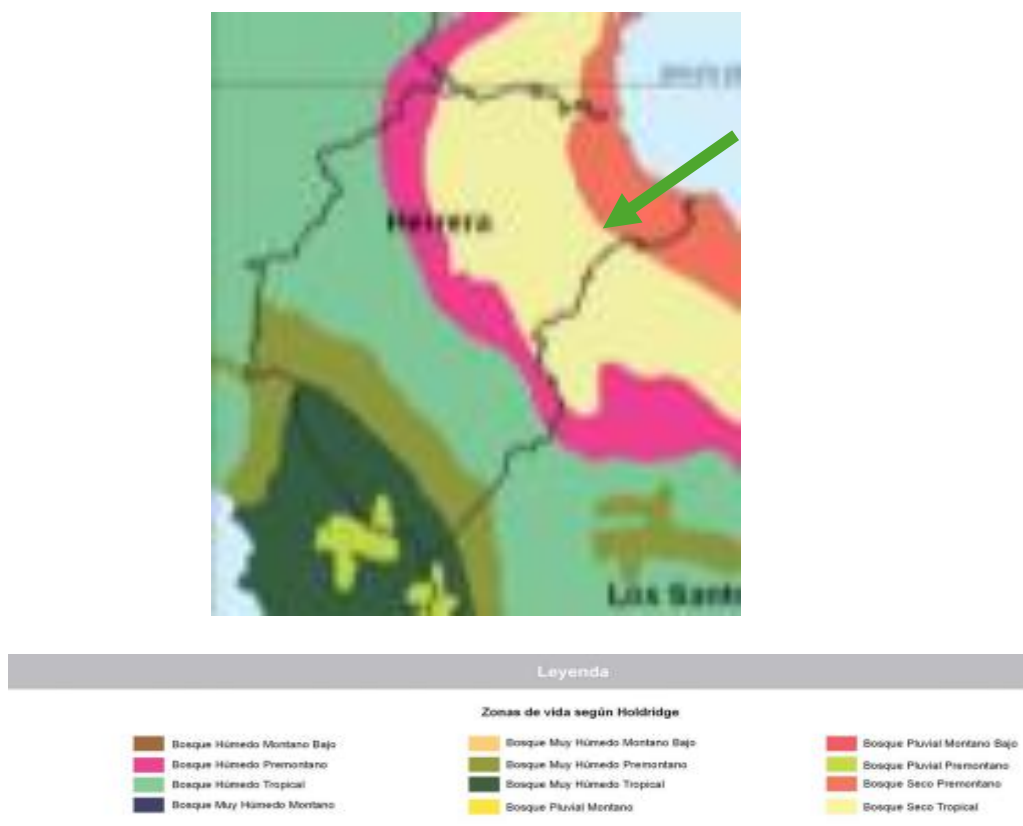 Herrera
Los Sant
Leyenda
Zonas de vida según Holdridge
Bosque Húmedo Montano Bajo
Bosque Húmedo Premontano
Bosque Húmedo Tropical
Bosque Muy Húmedo Montano
Bosque Muy Húmedo Montano Bajo
Bosque Muy Húmedo Premontano
Bosque Muy Húmedo Tropical
Bosque Pluvial Montano
Bosque Pluvial Montano Bajo
Bosque Pluvial Premontano
Bosque Seco Premontano
Bosque Seco Tropical